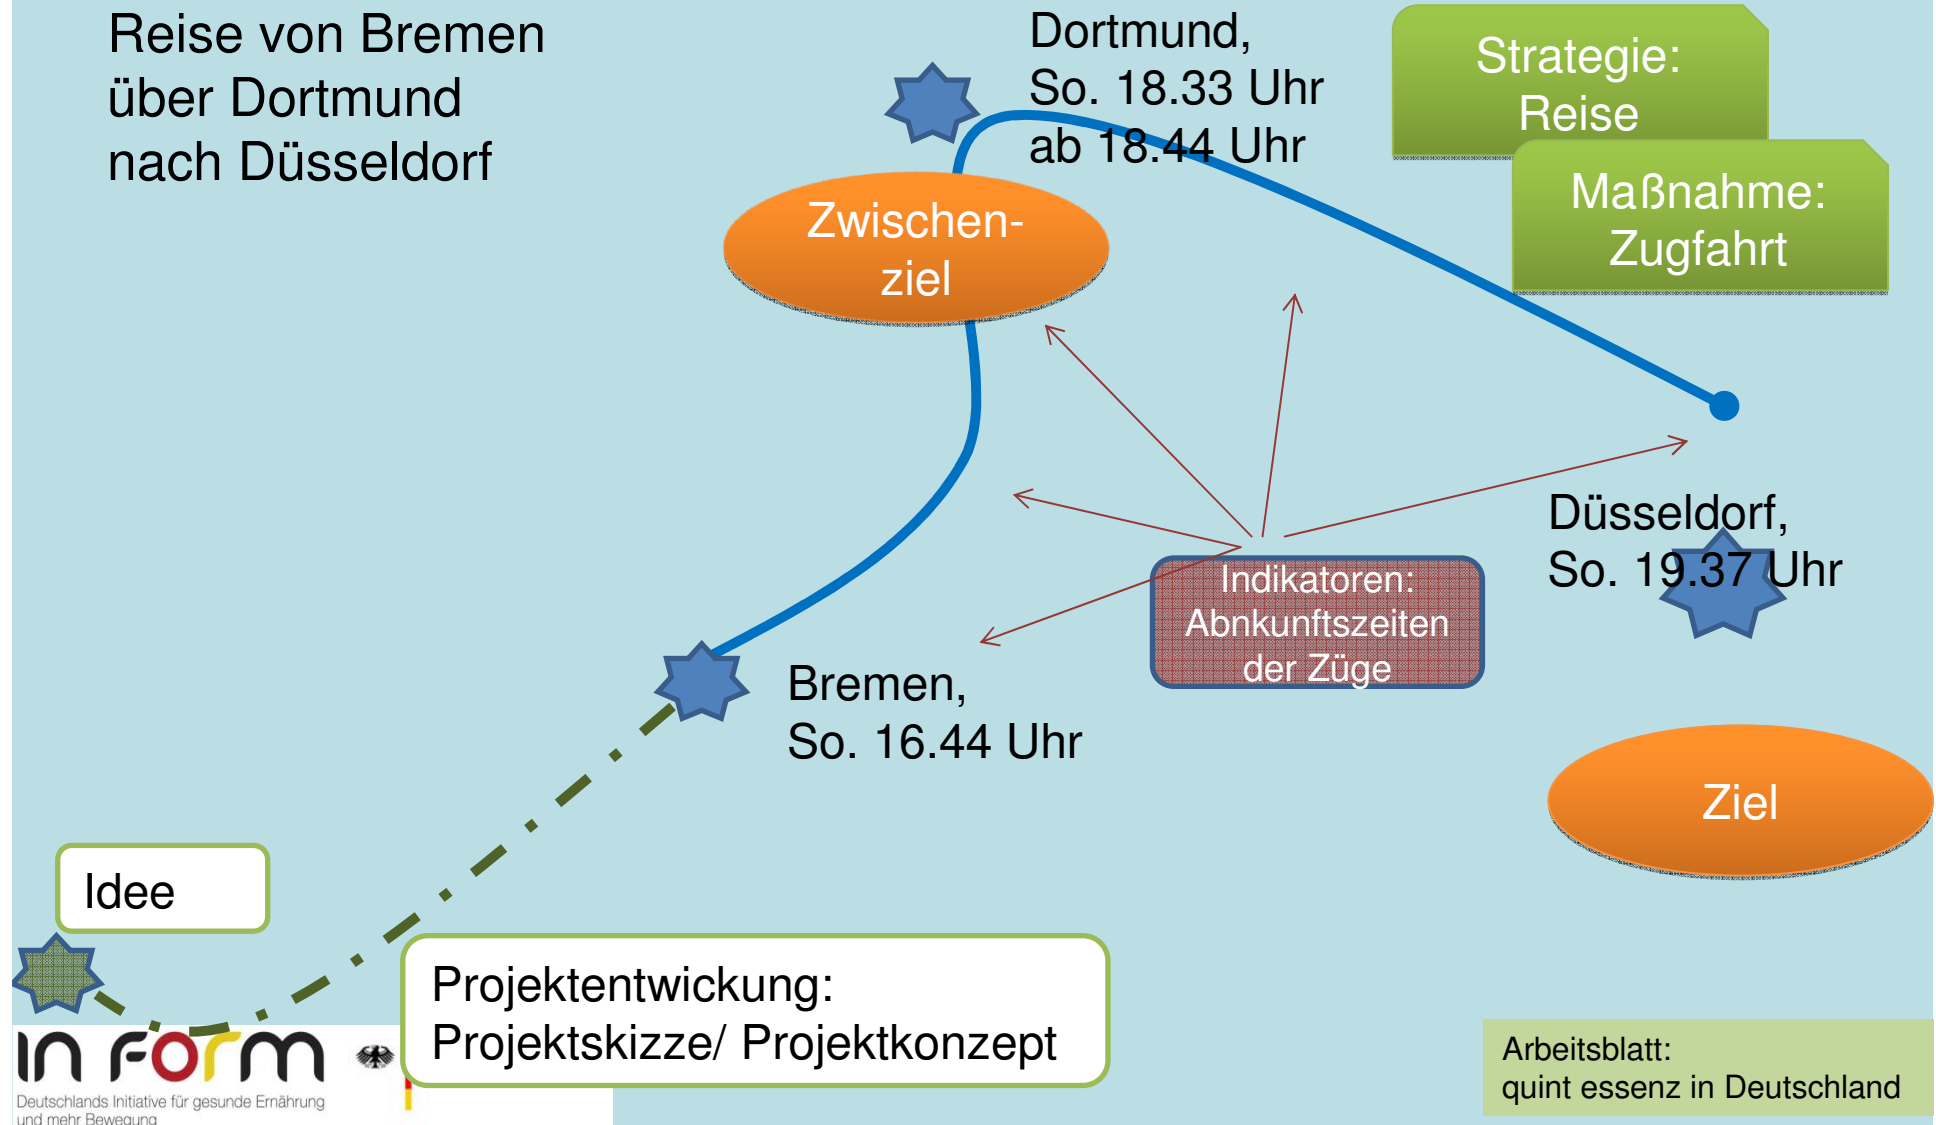 Reise von Bremen
über Dortmund
nach Düsseldorf
Dortmund,
So. 18.33 Uhr
ab 18.44 Uhr
Strategie:
Reise
Maßnahme:
Zugfahrt
Zwischen-
ziel
Düsseldorf,
So. 19.37 Uhr
Indikatoren:
Abnkunftszeiten
der Züge
Bremen,
So. 16.44 Uhr
Ziel
Idee
Projektentwickung:
Projektskizze/ Projektkonzept
IN FORM
Deutschlands Initiative für gesunde Ernährung
und mehr Bewegung
Arbeitsblatt:
quint essenz in Deutschland